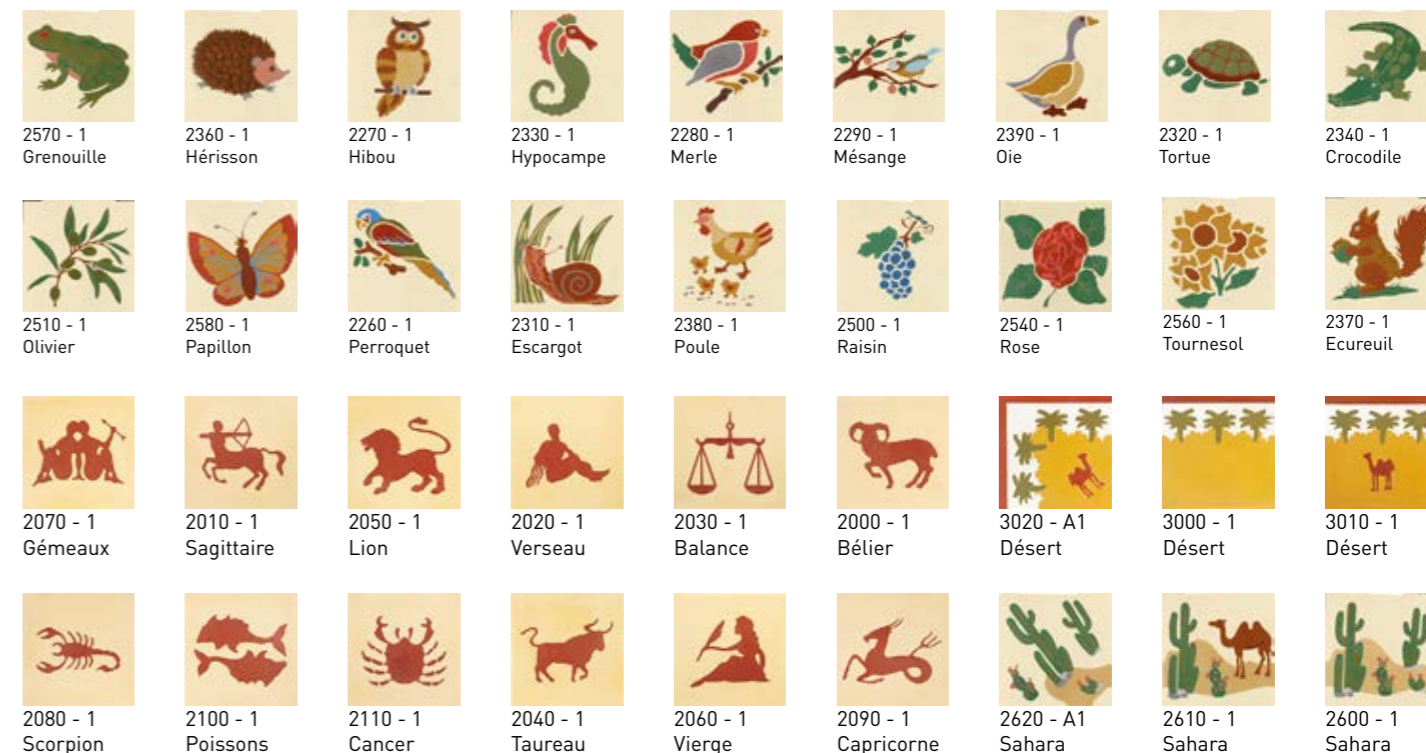 2570 - 1
Grenouille
2360 - 1
Hérisson
2270 - 1
Hibou
2330 - 1
Hypocampe
2280 - 1
Merle
2290 - 1
Mésange
2390 - 1
Oie
2320 - 1
Tortue
2340 - 1
Crocodile
2510 - 1
Olivier
2580 - 1
Papillon
2260 - 1
Perroquet
2310 - 1
Escargot
2380 - 1
Poule
2500 - 1
Raisin
2540 - 1
Rose
2560 - 1
Tournesol
2370 - 1
Ecureuil
2070 - 1
Gémeaux
2010 - 1
Sagittaire
2050 - 1
Lion
2020 - 1
Verseau
2030 - 1
Balance
2000 - 1
Bélier
3020 - A1
Désert
3000 - 1
Désert
3010 - 1
Désert
2080 - 1
Scorpion
2100 - 1
Poissons
2110 - 1
Cancer
2040 - 1
Taureau
2060 - 1
Vierge
2090 - 1
Capricorne
2620 - A1
Sahara
2610 - 1
Sahara
2600 - 1
Sahara